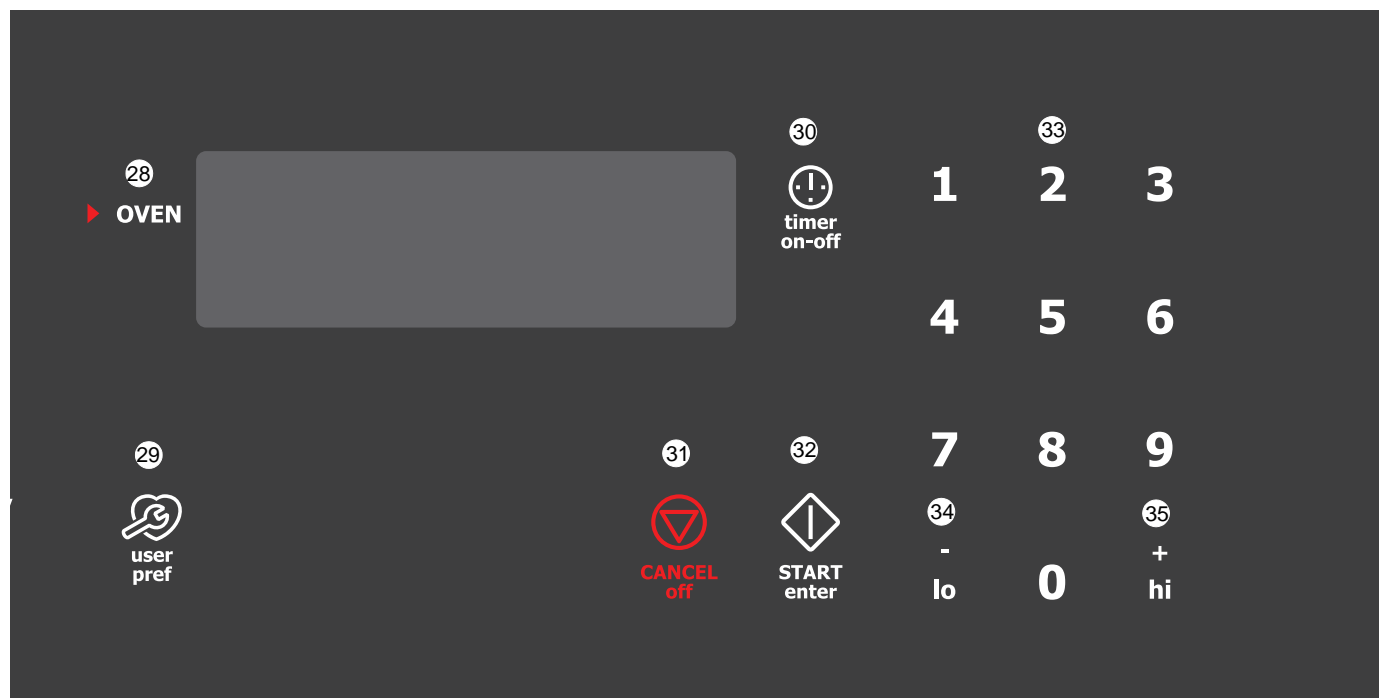 28
OVEN
30
timer
on-off
33
1 2 3
4 5 6
29
user
pref
31
CANCEL
off
32
START
enter
7 8 9
34
-
lo
0
35
+
hi